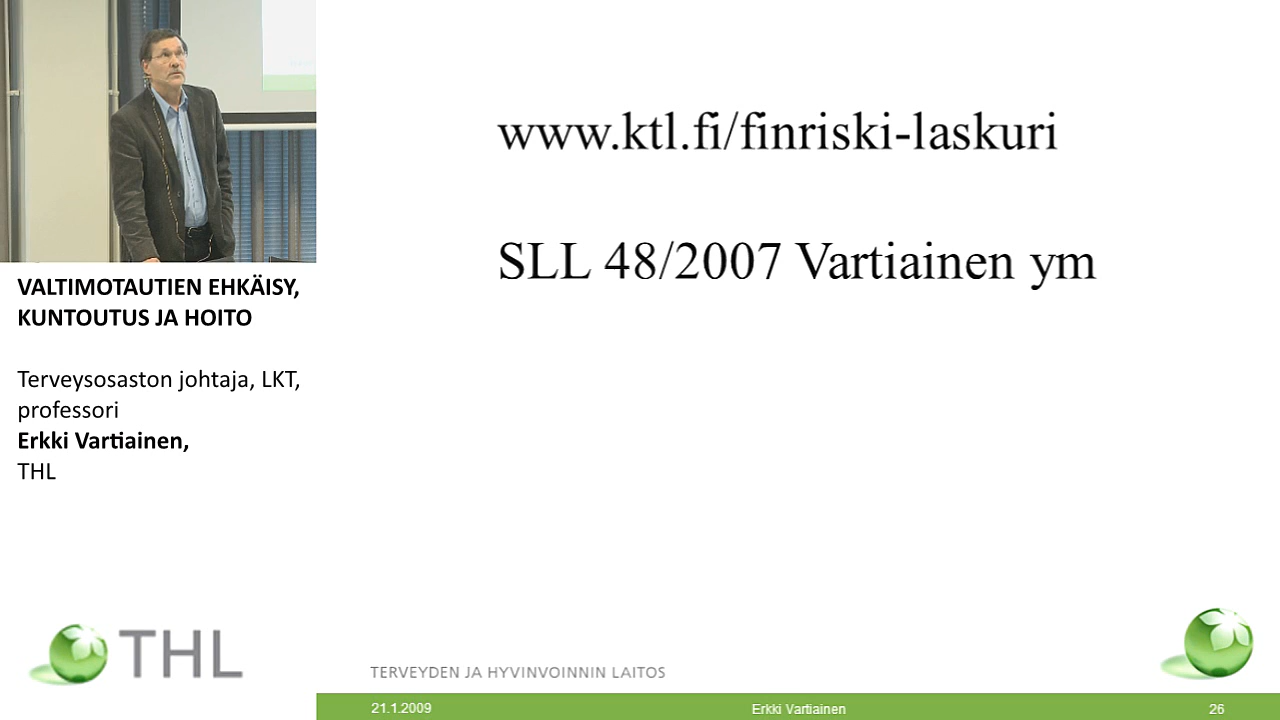 www.ktl.fi/finriski-laskuri
SLL 48/2007 Vartiainen ym
VALTIMOTAUTIEN EHKÄISY,
KUNTOUTUS JA HOITO
Terveysosaston johtaja, LKT,
professori
Erkki Vartiainen,
THL
THL
TERVEYDEN JA HYVINVOINNIN LAITOS
21.1.2009
Erkki Vartiainen
26